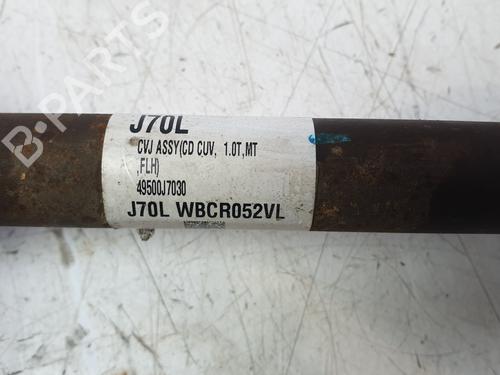 J70L
CVJ ASSY(CD CUV, 1.0T,MT
,FLH)
49500J7030
J70L WBCR052VL
B-PARTS